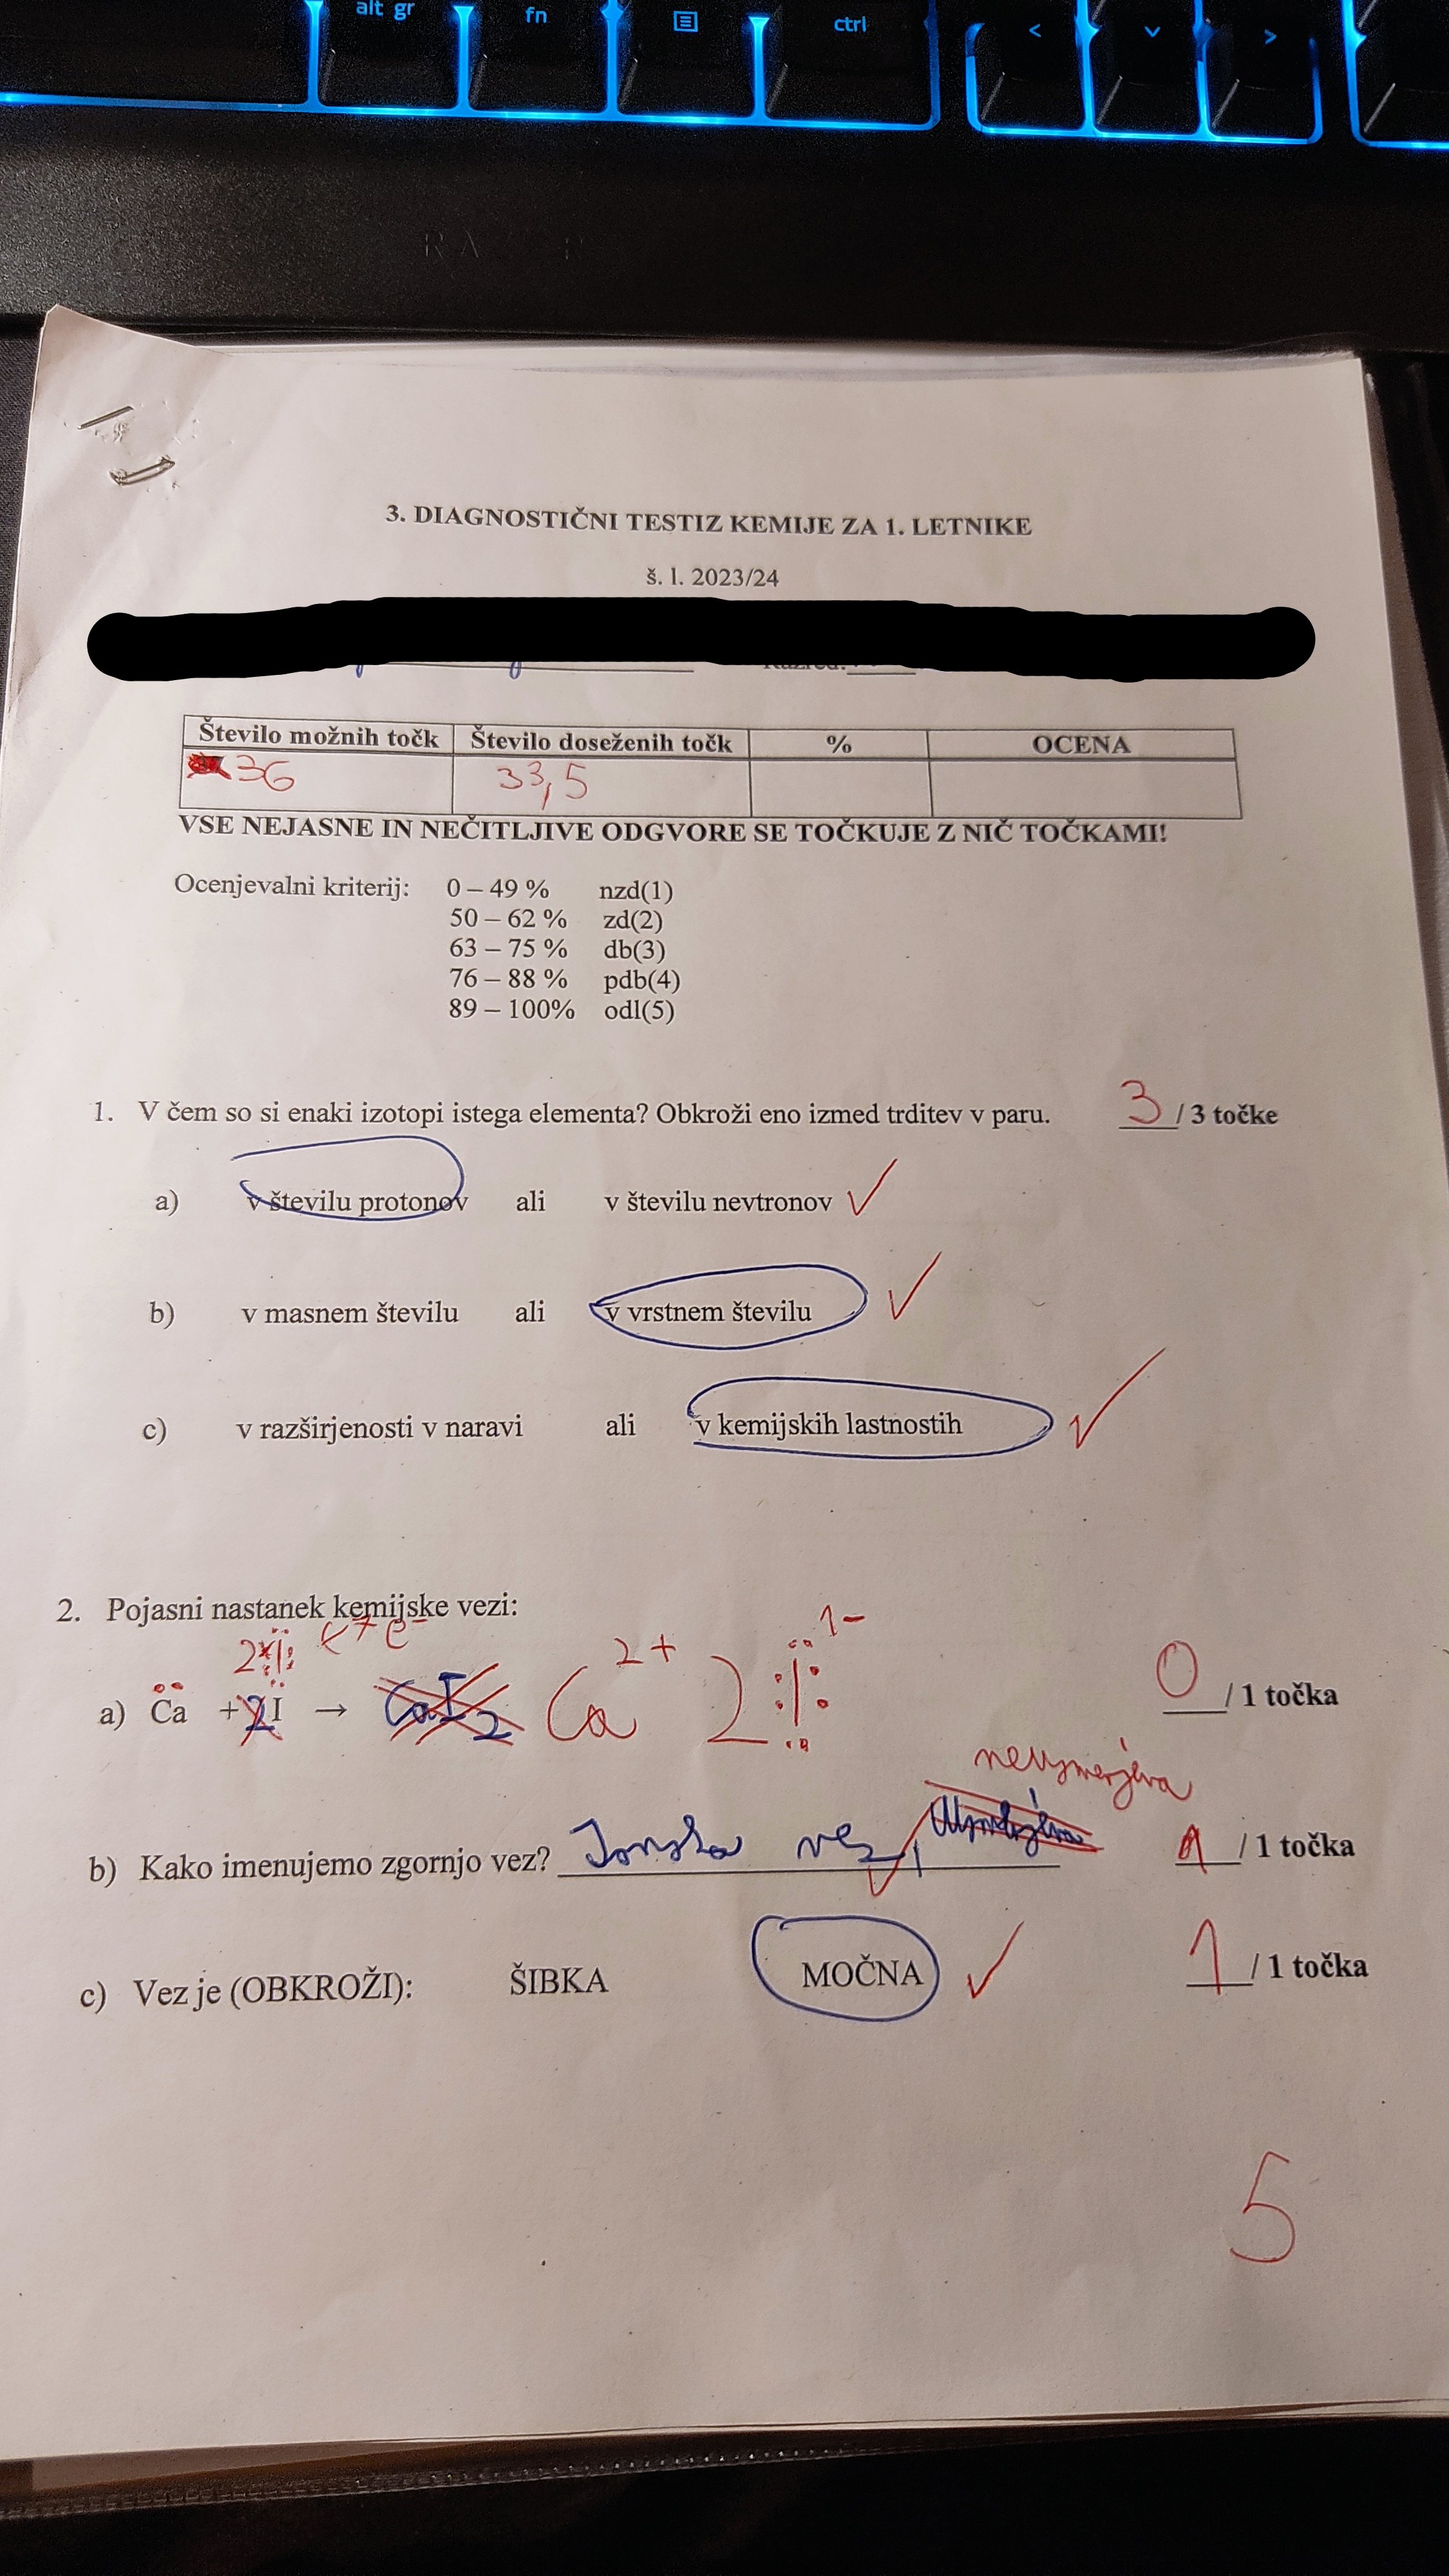 alt gr fn ctrl < v >
3. DIAGNOSTIČNI TESTIZ KEMIJE ZA 1. LETNIKE
š. l. 2023/24
Število možnih točk Število doseženih točk % OCENA
36 33,5
VSE NEJASNE IN NEČITLJIVE ODGVORE SE TOČKUJE Z NIČ TOČKAMI!
Ocenjevalni kriterij: 0 – 49 % nzd(1)
50 – 62 % zd(2)
63 – 75 % db(3)
76 – 88 % pdb(4)
89 – 100% odl(5)
1. V čem so si enaki izotopi istega elementa? Obkroži eno izmed trditev v paru. 3 / 3 točke
a) v številu protonov ali v številu nevtronov
b) v masnem številu ali v vrstnem številu
c) v razširjenosti v naravi ali v kemijskih lastnostih
2. Pojasni nastanek kemijske vezi:
2 I 7 e-
a) Ca + 2I → CaI2 Ca 2+ 2 I 1- 0 / 1 točka
neusmerjena
b) Kako imenujemo zgornjo vez? Ionska vez, 1 / 1 točka
c) Vez je (OBKROŽI): ŠIBKA MOČNA 1 / 1 točka
5